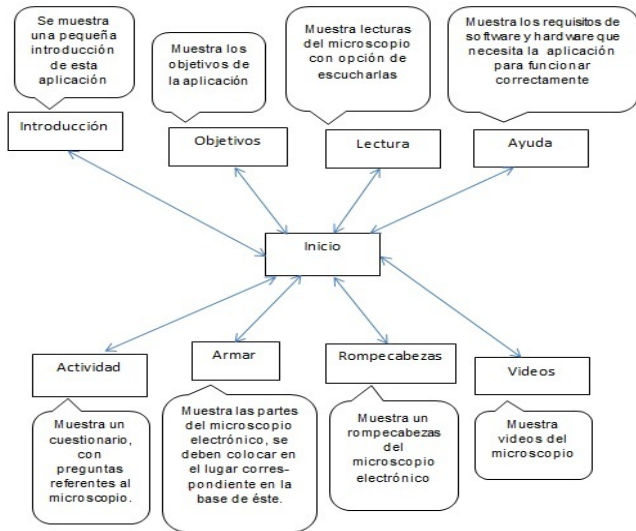 Se muestra
una pequeña
introducción
de esta
aplicación
Muestra los
objetivos de
la aplicación
Muestra lecturas
del microscopio
con opción de
escucharlas
Muestra los requisitos de
software y hardware que
necesita la aplicación
para funcionar
correctamente
Introducción
Objetivos
Lectura
Ayuda
Inicio
Actividad
Armar
Rompecabezas
Videos
Muestra un
cuestionario,
con
preguntas
referentes al
microscopio.
Muestra las partes
del microscopio
electrónico, se
deben colocar en
el lugar corres-
pondiente en la
base de éste.
Muestra un
rompecabezas
del
microscopio
electrónico
Muestra
videos del
microscopio